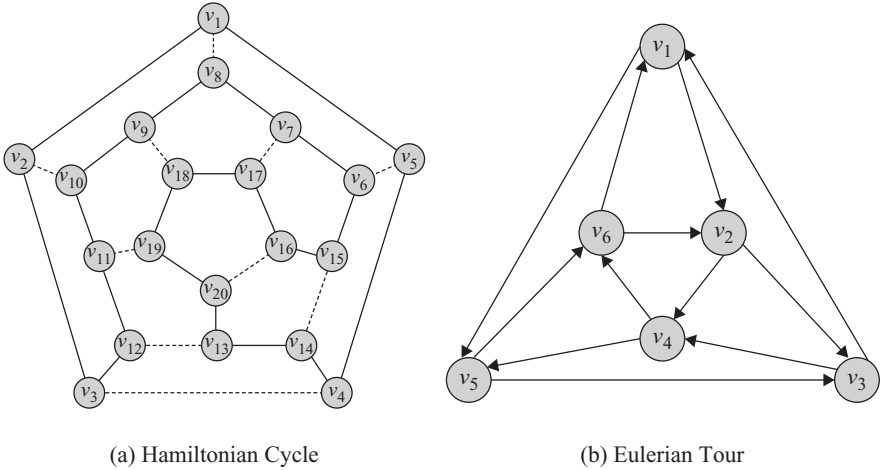 v1
v8
v9
v7
v2
v10
v18
v17
v6
v5
v11
v19
v16
v15
v20
v12
v13
v14
v3
v4
(a) Hamiltonian Cycle
v1
v6
v2
v4
v5
v3
(b) Eulerian Tour